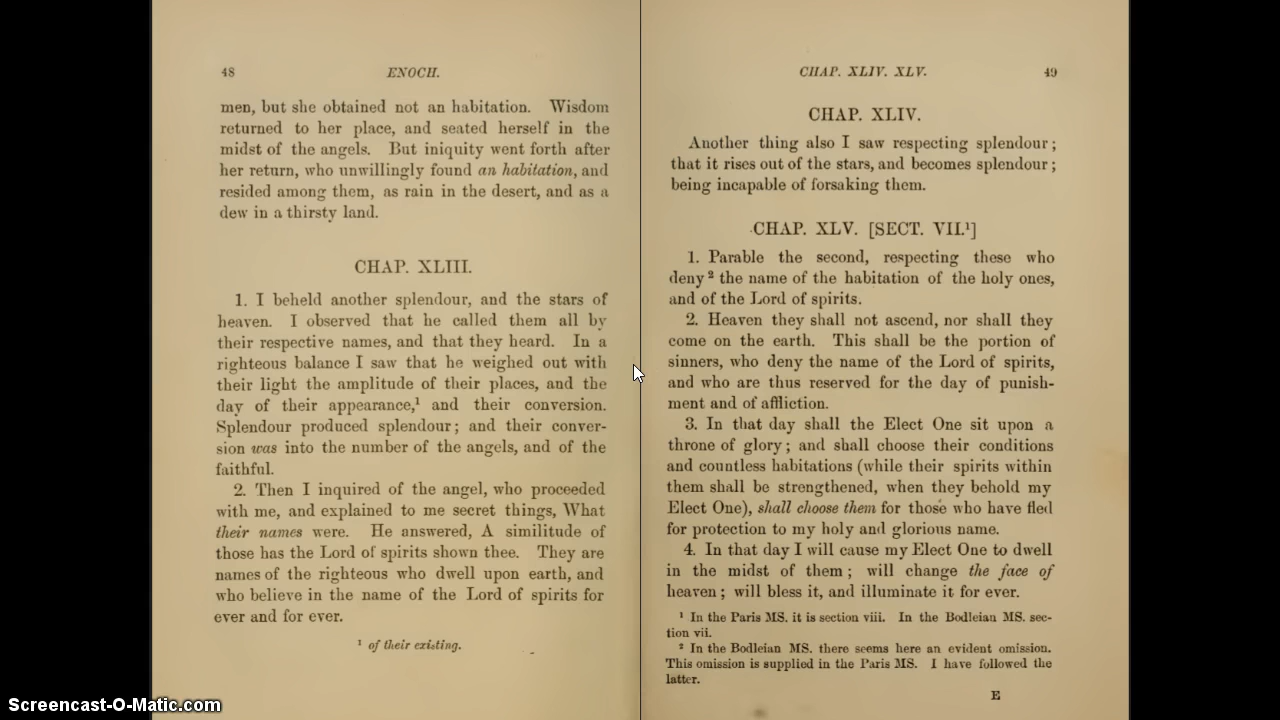 48 ENOCH.
men, but she obtained not an habitation. Wisdom
returned to her place, and seated herself in the
midst of the angels. But iniquity went forth after
her return, who unwillingly found an habitation, and
resided among them, as rain in the desert, and as a
dew in a thirsty land.
CHAP. XLIII.
1. I beheld another splendour, and the stars of
heaven. I observed that he called them all by
their respective names, and that they heard. In a
righteous balance I saw that he weighed out with
their light the amplitude of their places, and the
day of their appearance,¹ and their conversion.
Splendour produced splendour; and their conver-
sion was into the number of the angels, and of the
faithful.
2. Then I inquired of the angel, who proceeded
with me, and explained to me secret things, What
their names were. He answered, A similitude of
those has the Lord of spirits shown thee. They are
names of the righteous who dwell upon earth, and
who believe in the name of the Lord of spirits for
ever and for ever.
¹ of their existing.
CHAP. XLIV. XLV. 49
CHAP. XLIV.
Another thing also I saw respecting splendour;
that it rises out of the stars, and becomes splendour;
being incapable of forsaking them.
CHAP. XLV. [SECT. VII.¹]
1. Parable the second, respecting these who
deny² the name of the habitation of the holy ones,
and of the Lord of spirits.
2. Heaven they shall not ascend, nor shall they
come on the earth. This shall be the portion of
sinners, who deny the name of the Lord of spirits,
and who are thus reserved for the day of punish-
ment and of affliction.
3. In that day shall the Elect One sit upon a
throne of glory; and shall choose their conditions
and countless habitations (while their spirits within
them shall be strengthened, when they behold my
Elect One), shall choose them for those who have fled
for protection to my holy and glorious name.
4. In that day I will cause my Elect One to dwell
in the midst of them; will change the face of
heaven; will bless it, and illuminate it for ever.
¹ In the Paris MS. it is section viii. In the Bodleian MS. sec-
tion vii.
² In the Bodleian MS. there seems here an evident omission.
This omission is supplied in the Paris MS. I have followed the
latter.
E
Screencast-O-Matic.com